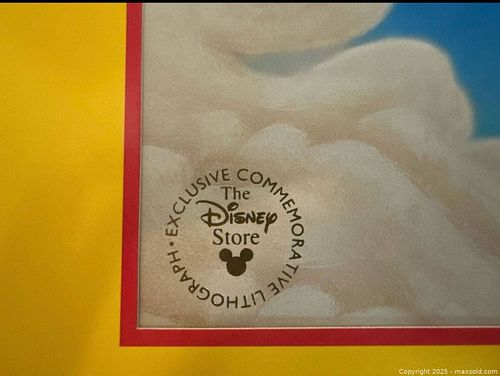 • EXCLUSIVE COMMEMORATIVE LITHOGRAPH
The
Disney
Store
Copyright 2025 - maxsold.com